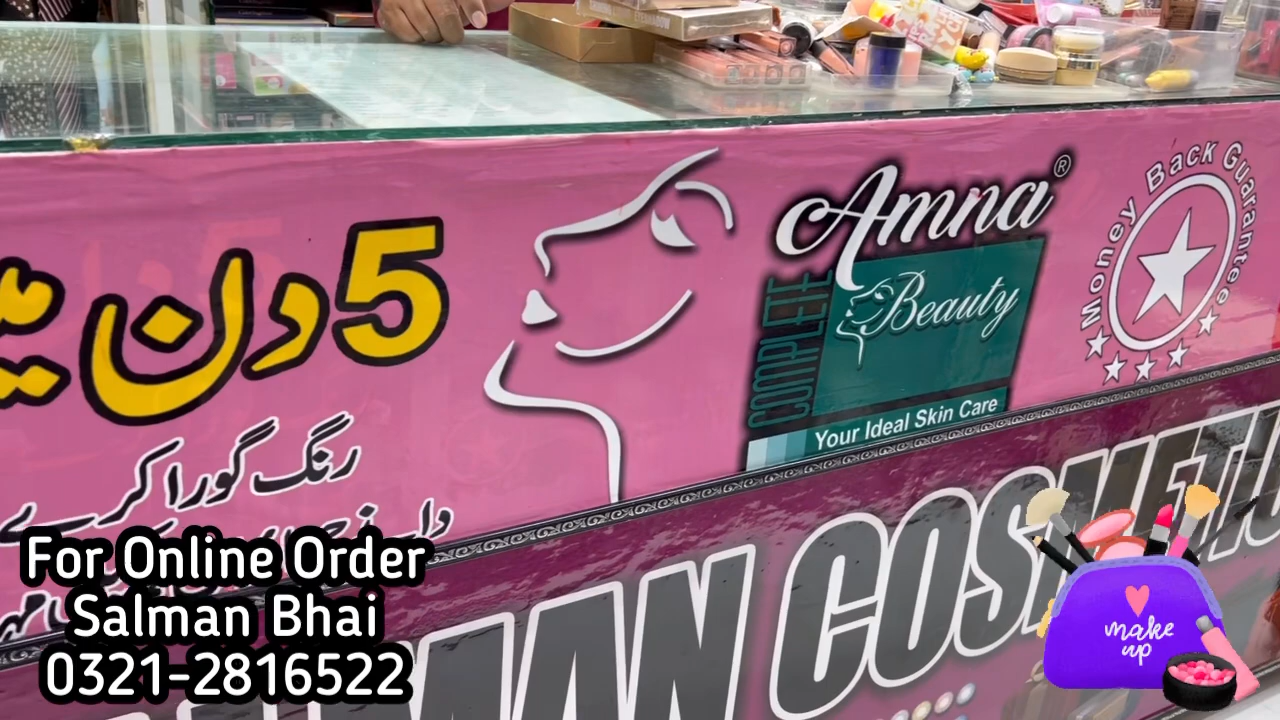 5 دن میں
رنگ گورا کرے
Amna®
COMPLETE
Beauty
Your Ideal Skin Care
Money Back Guarantee
COSMETIC
For Online Order
Salman Bhai
0321-2816522
make
up